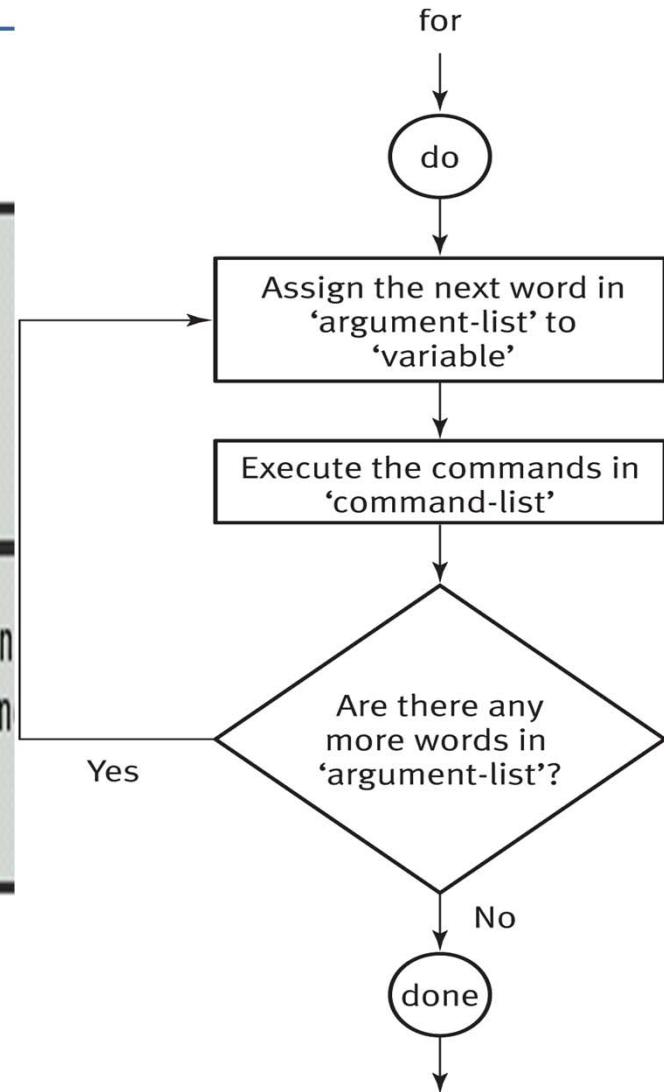 for
do
Assign the next word in
‘argument-list’ to
‘variable’
Execute the commands in
‘command-list’
Are there any
more words in
‘argument-list’?
Yes
No
done